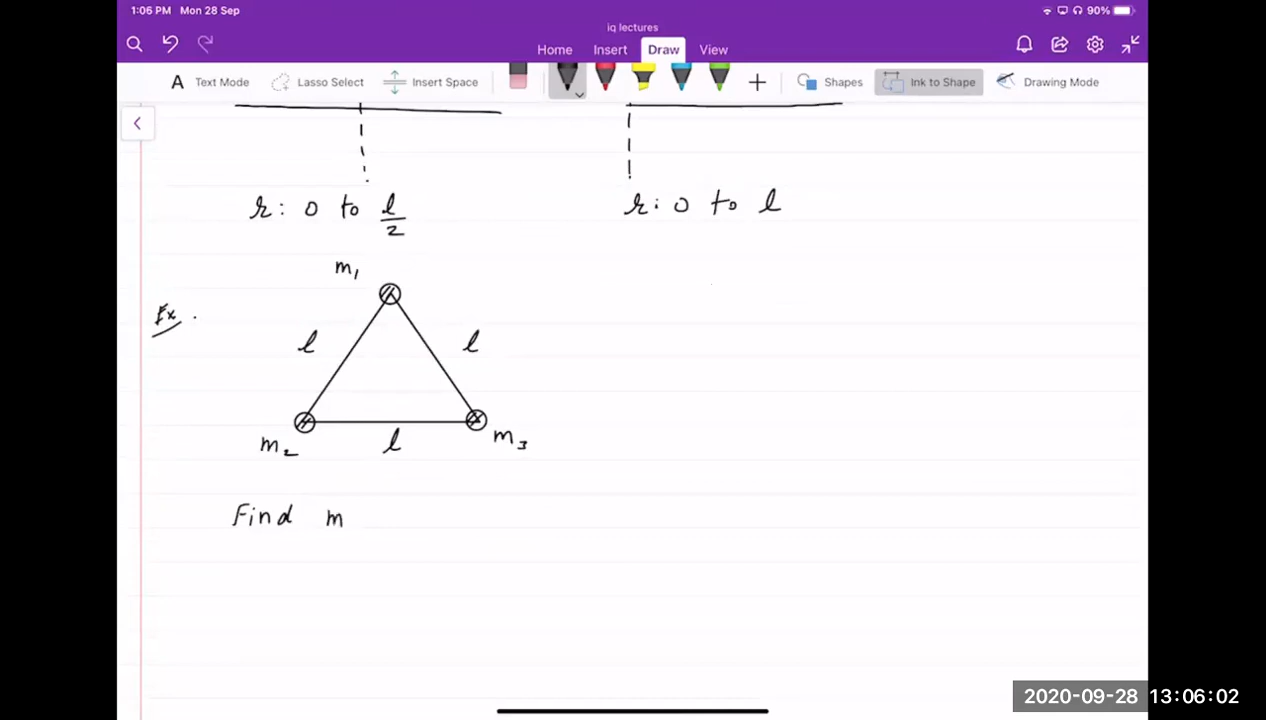 1:06 PM Mon 28 Sep
90%
iq lectures
Home Insert Draw View
Text Mode Lasso Select Insert Space Shapes Ink to Shape Drawing Mode
r: 0 to l/2
r: 0 to l
m₁
Ex.
l l
m₂ l m₃
Find m
2020-09-28 13:06:02